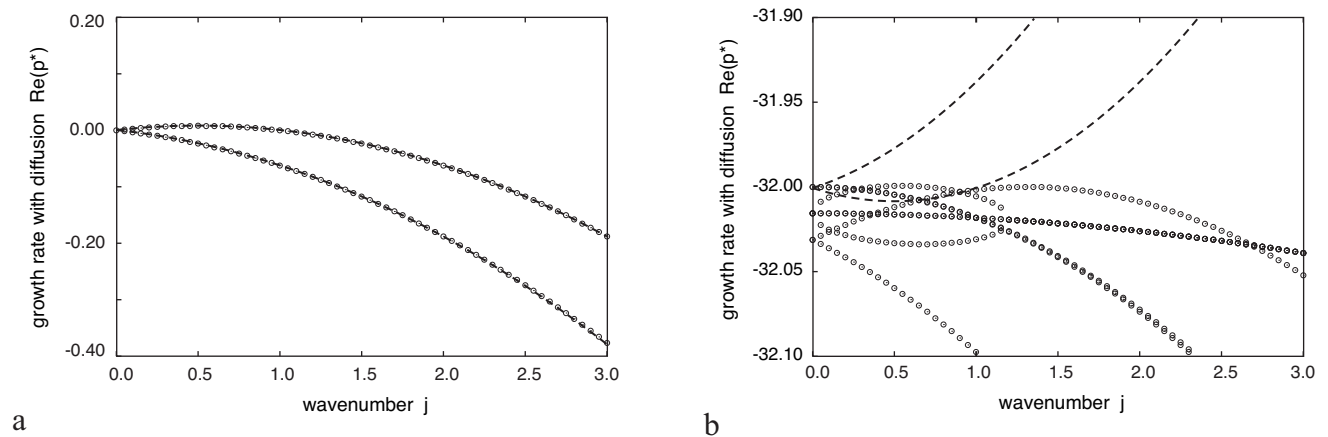 0.20
0.00
-0.20
-0.40
growth rate with diffusion Re(p*)
0.0 0.5 1.0 1.5 2.0 2.5 3.0
wavenumber j
a
-31.90
-31.95
-32.00
-32.05
-32.10
growth rate with diffusion Re(p*)
0.0 0.5 1.0 1.5 2.0 2.5 3.0
wavenumber j
b